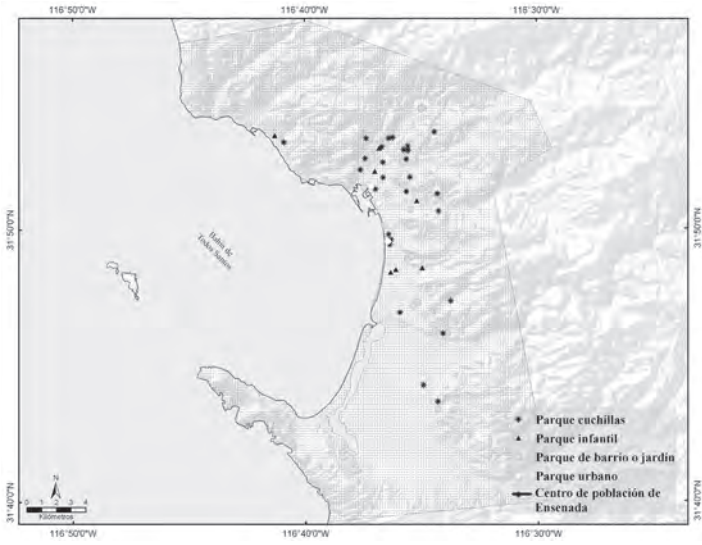 116°50'0"W 116°40'0"W 116°30'0"W
31°50'0"N 31°50'0"N
Bahía de
Todos Santos
Parque cuchillas
Parque infantil
Parque de barrio o jardín
Parque urbano
Centro de población de
Ensenada
N
0 1 2 3 4
Kilómetros
31°40'0"N 31°40'0"N
116°50'0"W 116°40'0"W 116°30'0"W